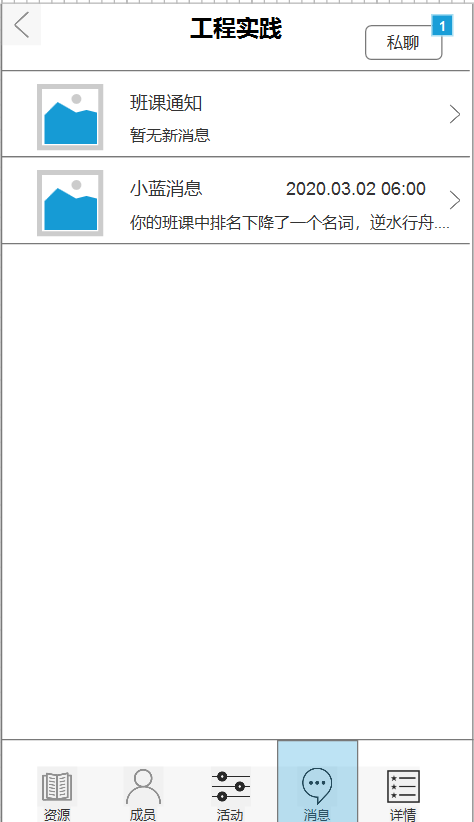 工程实践
私聊
1
班课通知
暂无新消息
小蓝消息 2020.03.02 06:00
你的班课中排名下降了一个名词，逆水行舟....
资源 成员 活动 消息 详情